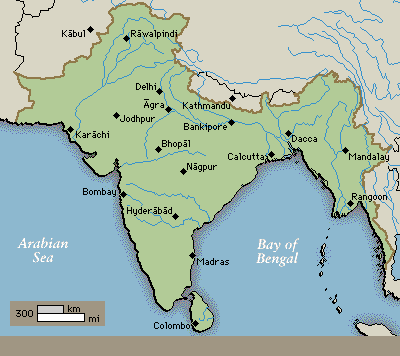 Kābul
Rāwalpindi
Delhi
Āgra
Kathmandu
Jodhpur
Bankipore
Karāchi
Dacca
Bhopāl
Calcutta
Mandalay
Nāgpur
Bombay
Rangoon
Hyderābād
Arabian
Sea
Bay of
Bengal
Madras
300
km
mi
Colombo